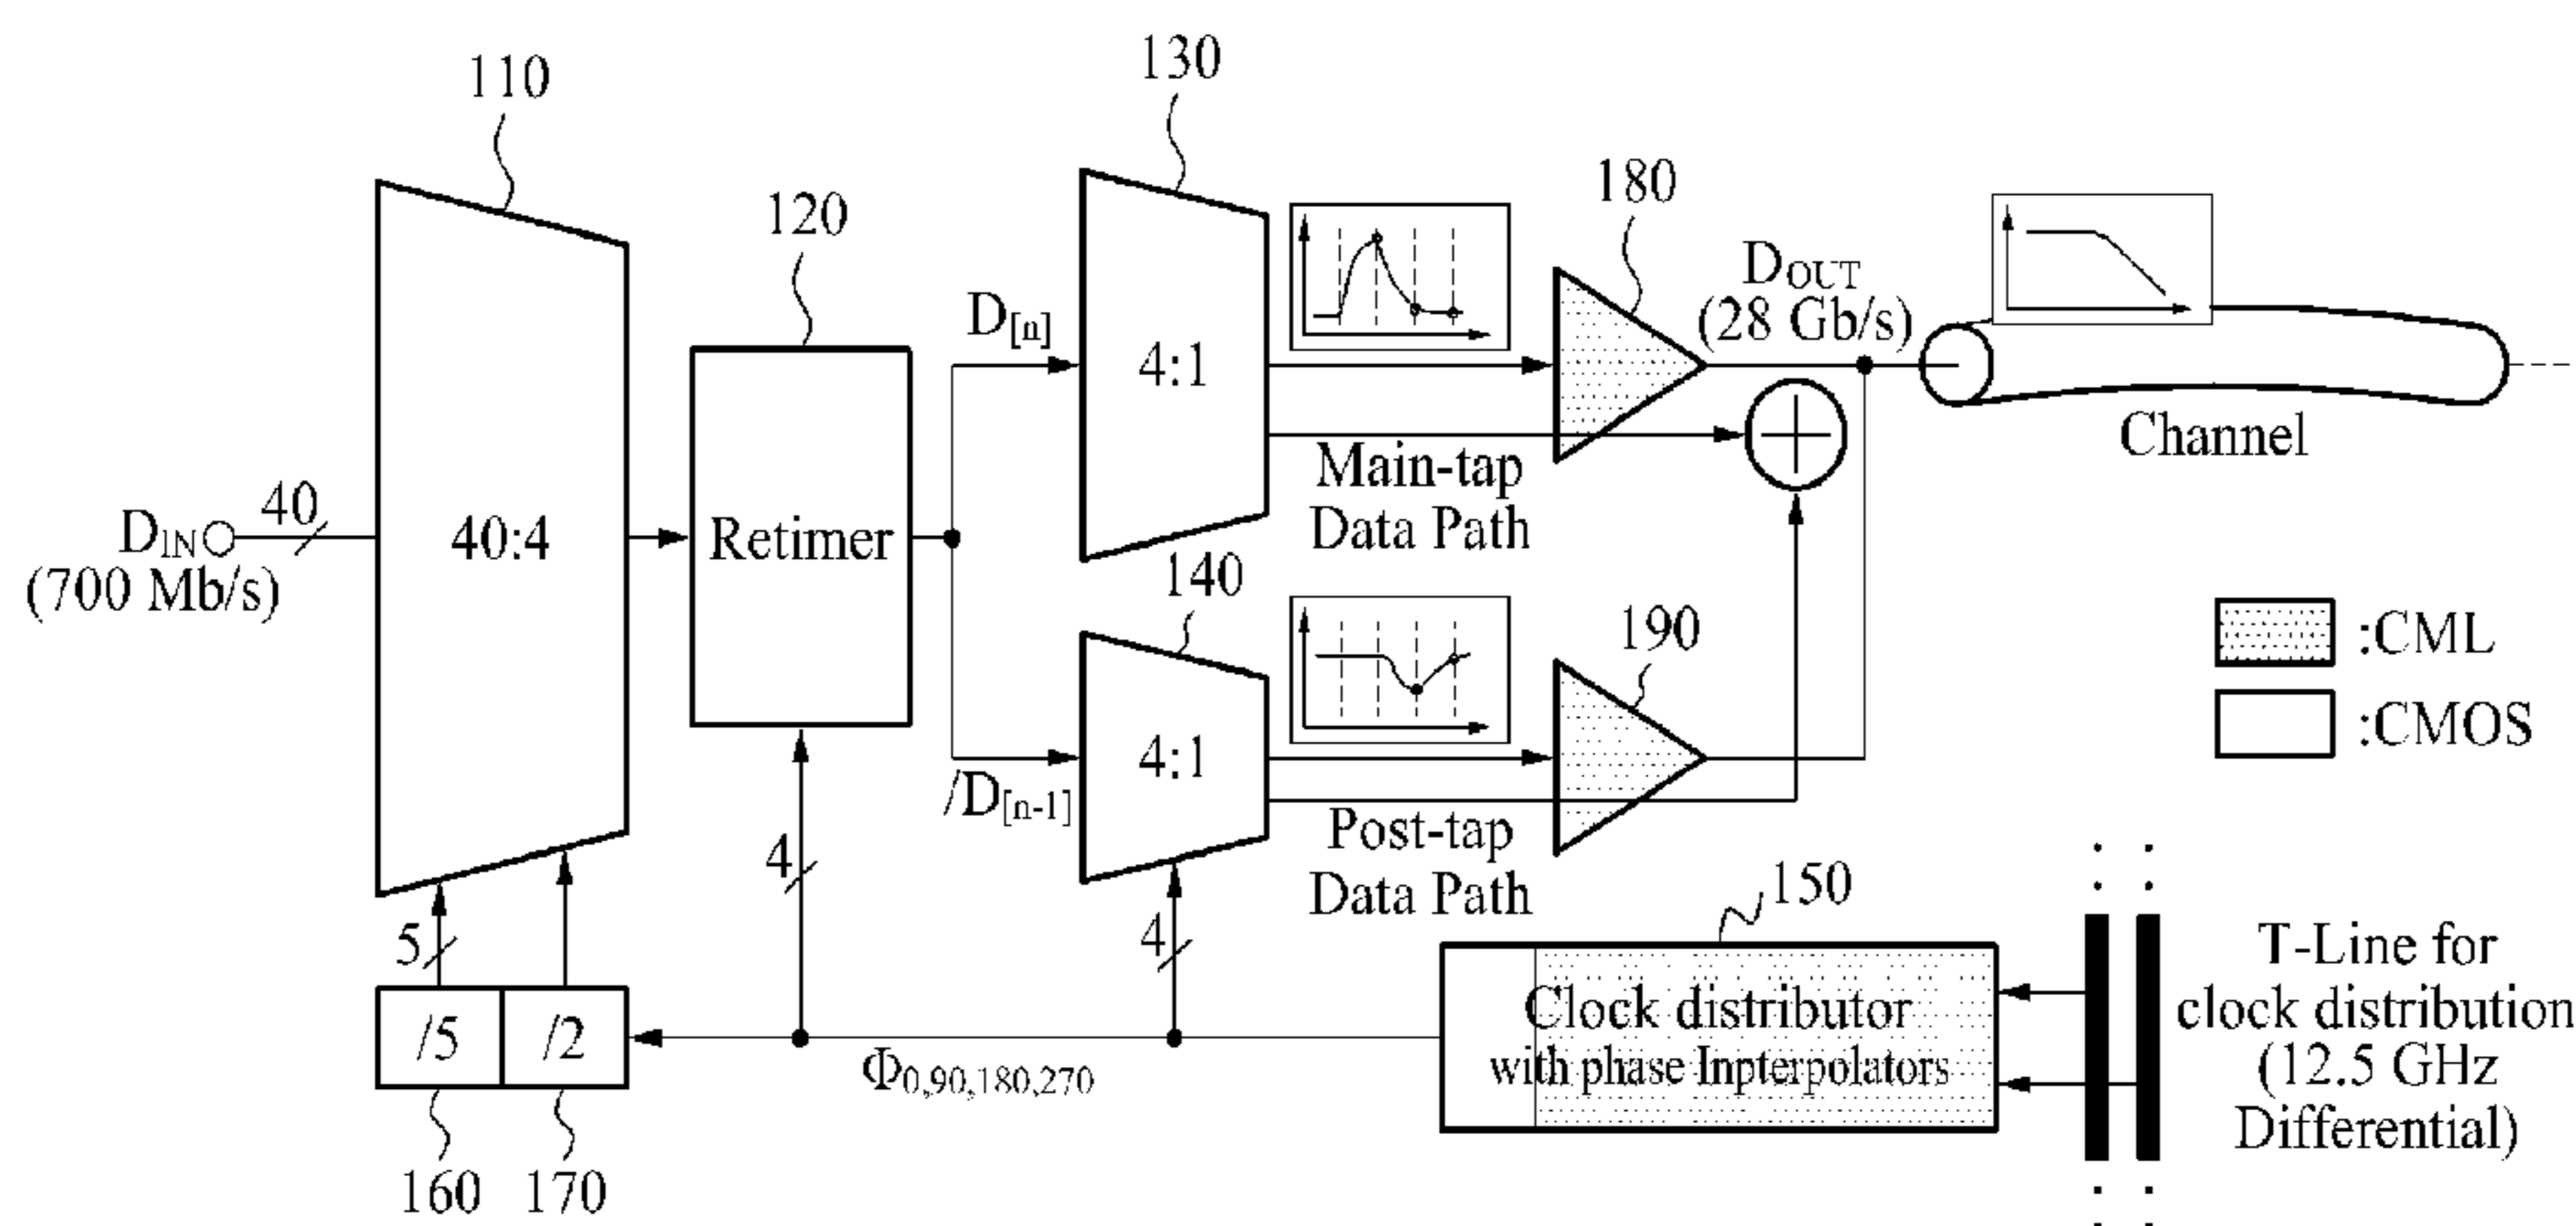 110
130
120
180
D[n]
4:1
DOUT
(28 Gb/s)
Channel
Main-tap
Data Path
DIN
40
(700 Mb/s)
40:4
Retimer
140
4:1
/D[n-1]
190
Post-tap
Data Path
:CML
:CMOS
5
4
4
150
/5
/2
Φ0,90,180,270
Clock distributor
with phase Inpterpolators
T-Line for
clock distribution
(12.5 GHz
Differential)
160
170